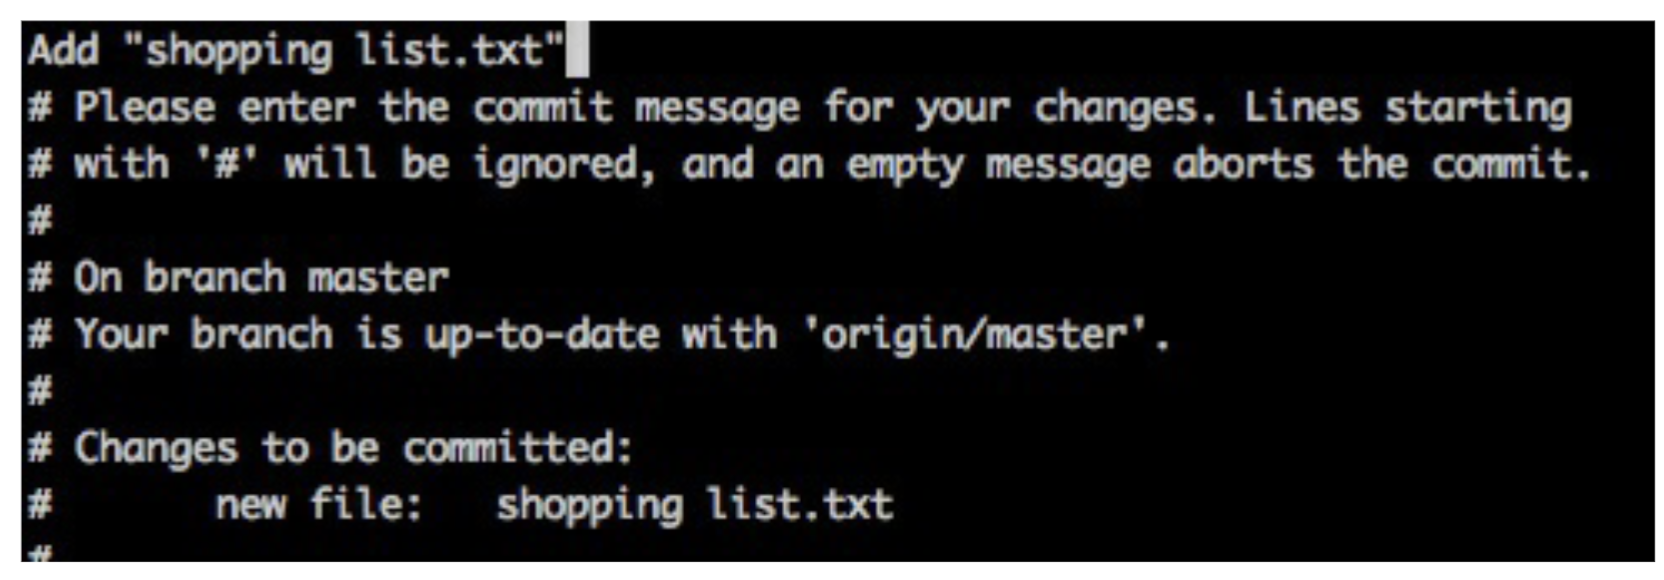 Add "shopping list.txt"
# Please enter the commit message for your changes. Lines starting
# with '#' will be ignored, and an empty message aborts the commit.
#
# On branch master
# Your branch is up-to-date with 'origin/master'.
#
# Changes to be committed:
#       new file:   shopping list.txt
#